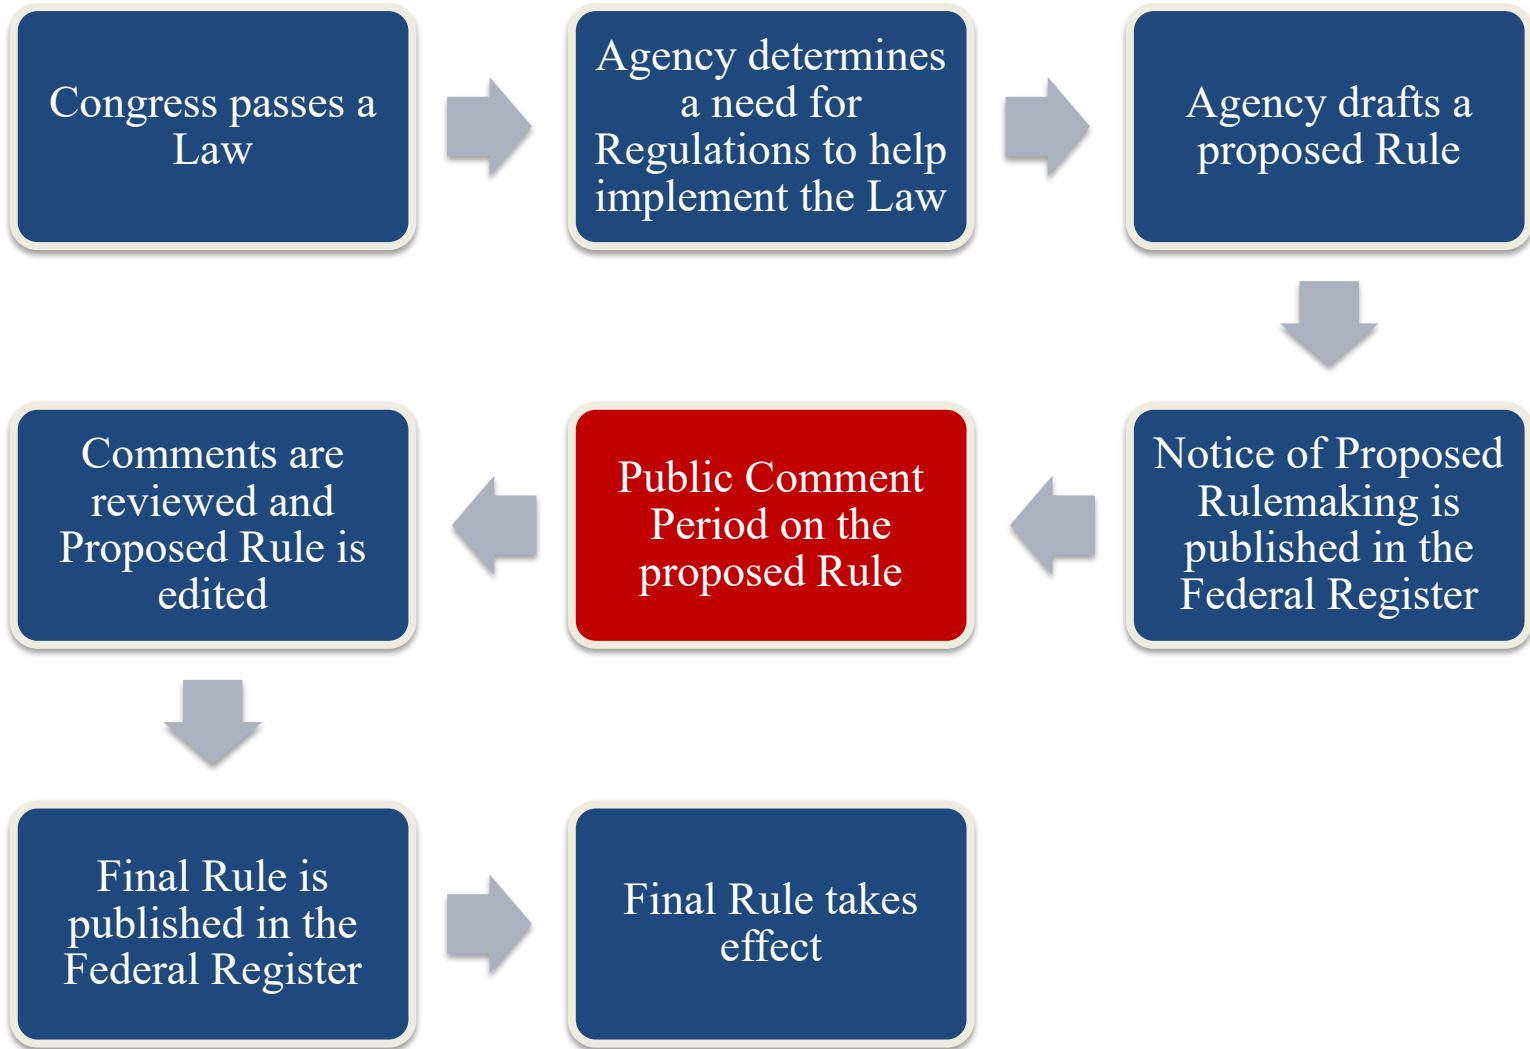 Congress passes a
Law
Agency determines
a need for
Regulations to help
implement the Law
Agency drafts a
proposed Rule
Notice of Proposed
Rulemaking is
published in the
Federal Register
Public Comment
Period on the
proposed Rule
Comments are
reviewed and
Proposed Rule is
edited
Final Rule is
published in the
Federal Register
Final Rule takes
effect